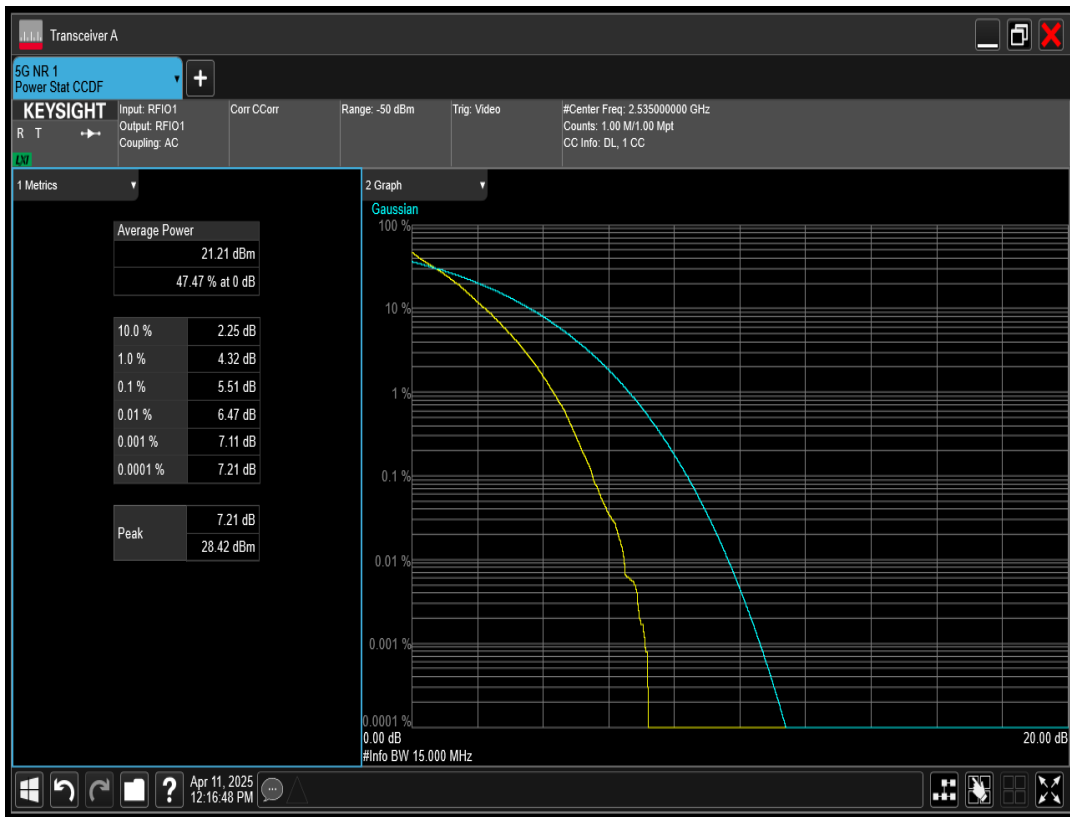 Transceiver A
5G NR 1
Power Stat CCDF
+
KEYSIGHT
R T
LXI
Input: RFIO1
Output: RFIO1
Coupling: AC
Corr CCorr
Range: -50 dBm
Trig: Video
#Center Freq: 2.535000000 GHz
Counts: 1.00 M/1.00 Mpt
CC Info: DL, 1 CC
1 Metrics
Average Power
21.21 dBm
47.47 % at 0 dB
10.0 % 2.25 dB
1.0 % 4.32 dB
0.1 % 5.51 dB
0.01 % 6.47 dB
0.001 % 7.11 dB
0.0001 % 7.21 dB
Peak
7.21 dB
28.42 dBm
2 Graph
Gaussian
100 %
10 %
1 %
0.1 %
0.01 %
0.001 %
0.0001 %
0.00 dB
20.00 dB
#Info BW 15.000 MHz
?
Apr 11, 2025
12:16:48 PM